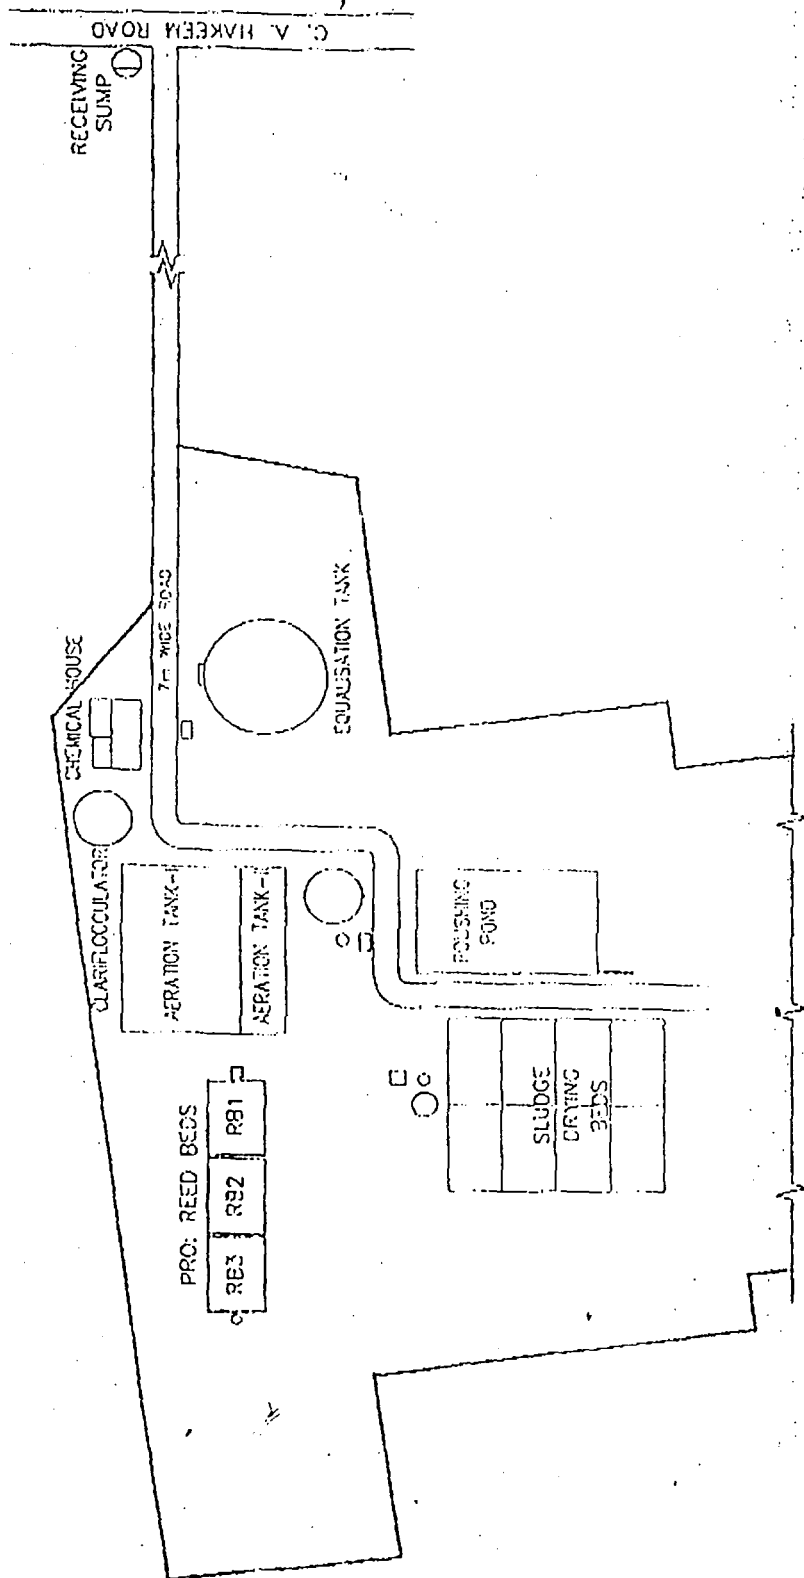 C. A. HAKEEM ROAD
RECEIVING
SUMP
7m WIDE ROAD
CHEMICAL HOUSE
EQUALISATION TANK
CLARIFLOCCULATOR
AERATION TANK-I
AERATION TANK-II
POLISHING
POND
SLUDGE
DRYING
BEDS
PRO: REED BEDS
RB1
RB2
RB3